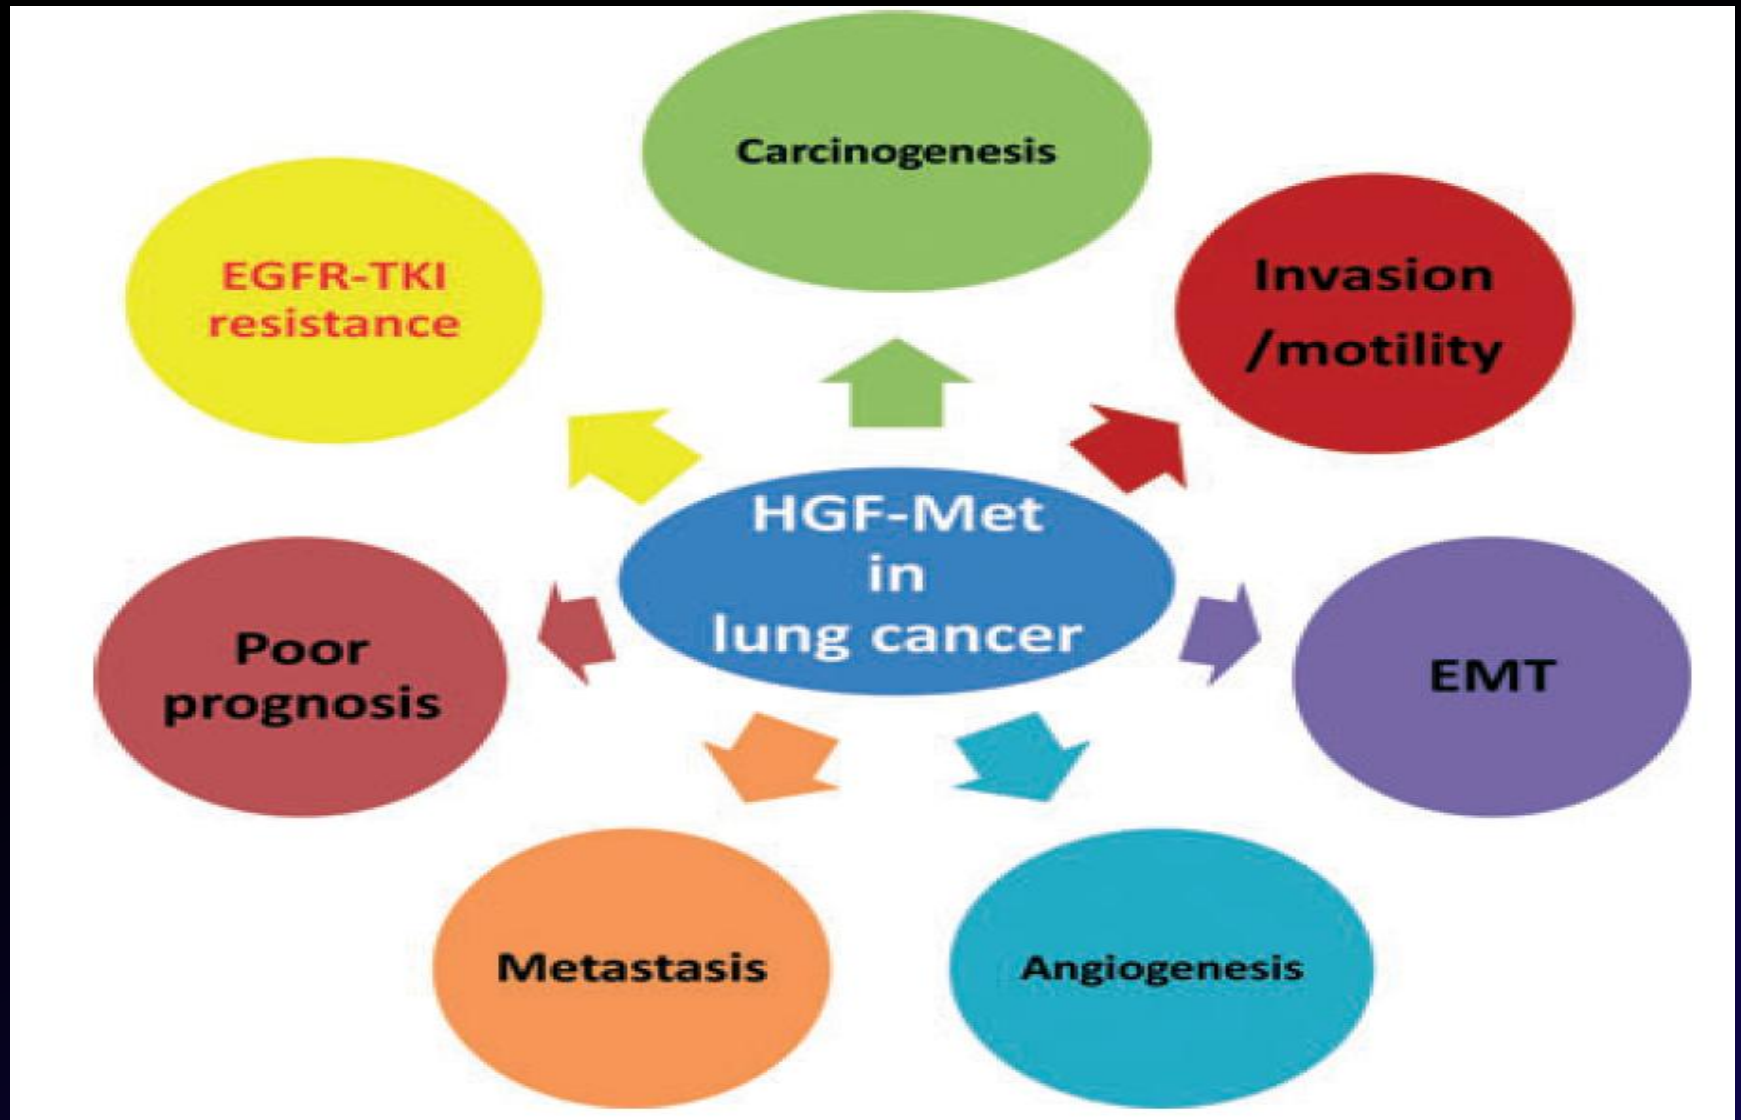 Carcinogenesis
EGFR-TKI
resistance
Invasion
/motility
HGF-Met
in
lung cancer
Poor
prognosis
EMT
Metastasis
Angiogenesis